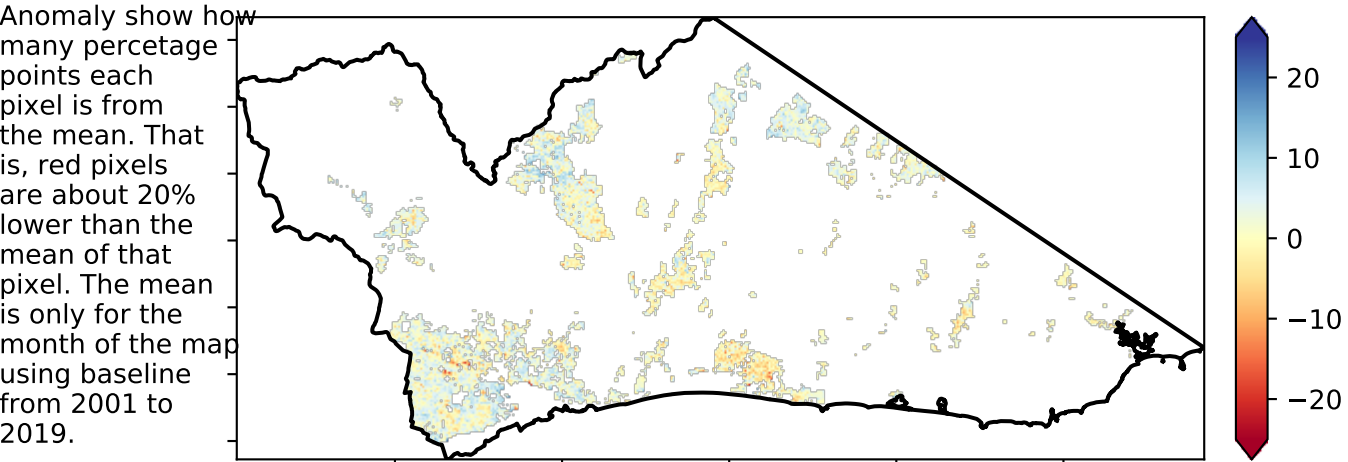 Anomaly show how
many percetage
points each
pixel is from
the mean. That
is, red pixels
are about 20%
lower than the
mean of that
pixel. The mean
is only for the
month of the map
using baseline
from 2001 to
2019.
20
10
0
−10
−20